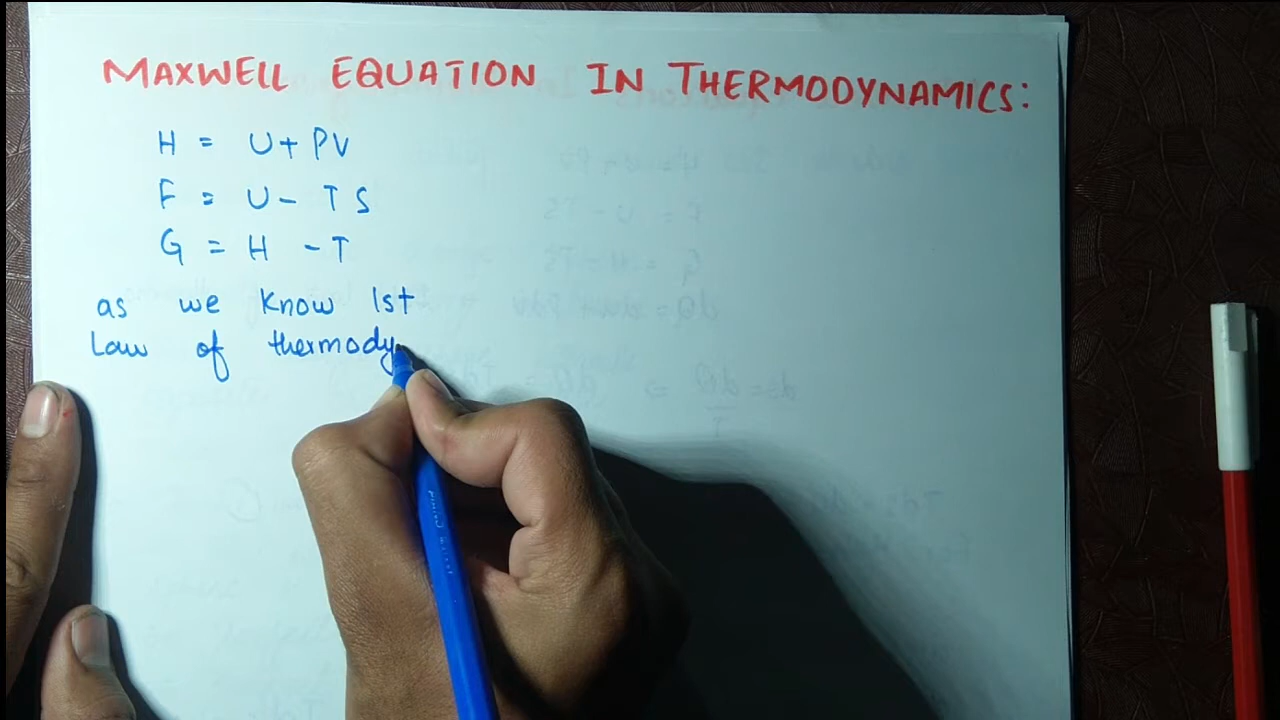 MAXWELL EQUATION IN THERMODYNAMICS:
H = U + PV
F = U - TS
G = H - T
as we know 1st
Law of thermody